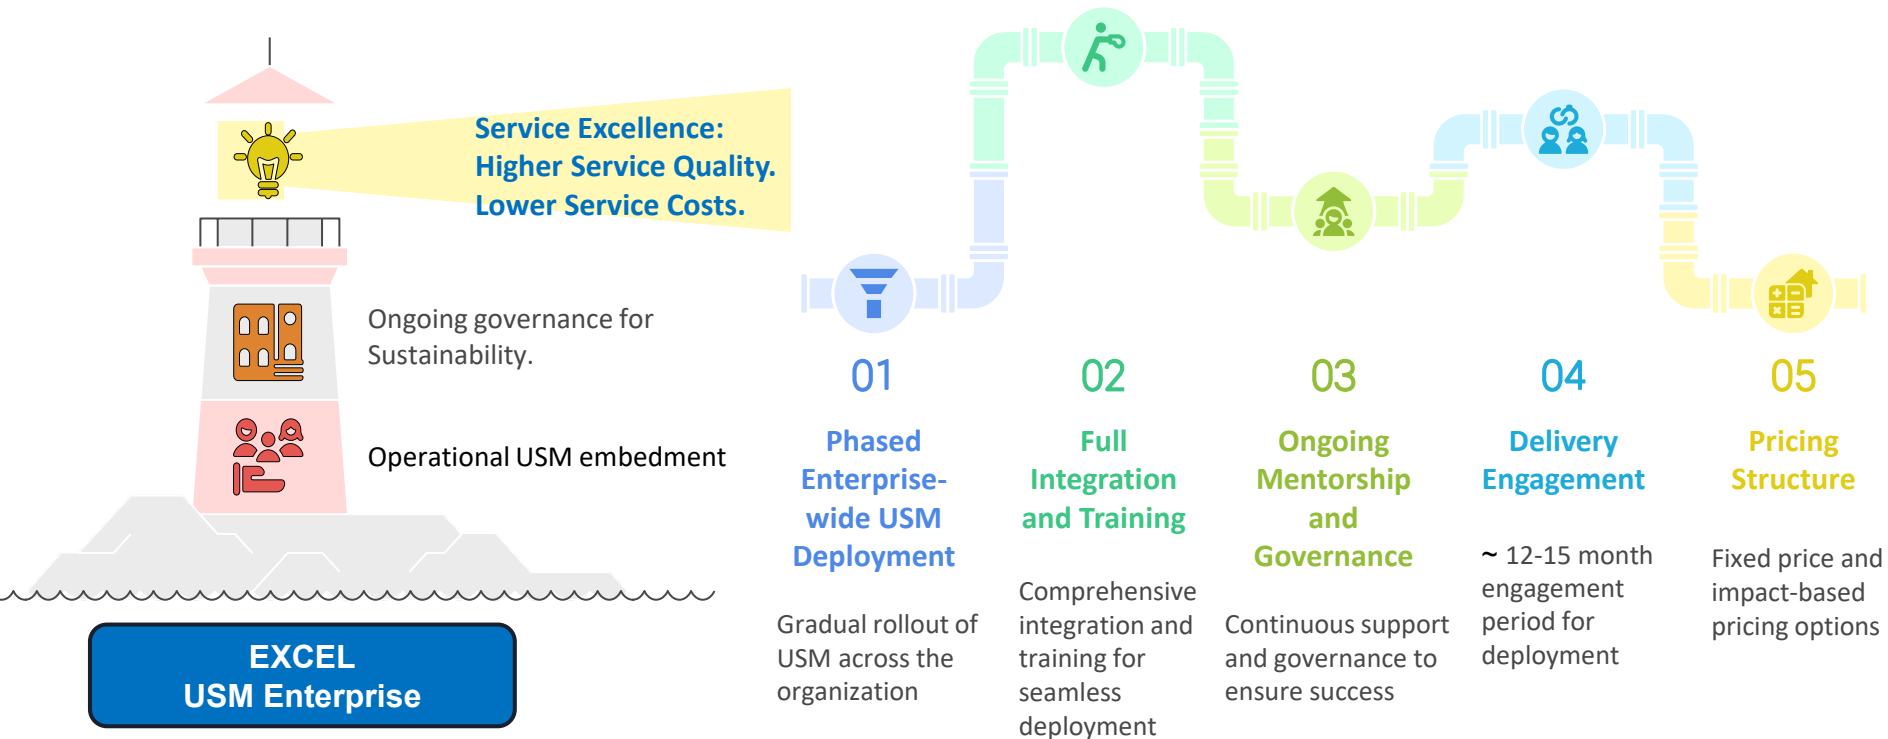 Service Excellence:
Higher Service Quality.
Lower Service Costs.
Ongoing governance for
Sustainability.
Operational USM embedment
EXCEL
USM Enterprise
01
Phased
Enterprise-
wide USM
Deployment
Gradual rollout of
USM across the
organization
02
Full
Integration
and Training
Comprehensive
integration and
training for
seamless
deployment
03
Ongoing
Mentorship
and
Governance
Continuous support
and governance to
ensure success
04
Delivery
Engagement
~ 12-15 month
engagement
period for
deployment
05
Pricing
Structure
Fixed price and
impact-based
pricing options